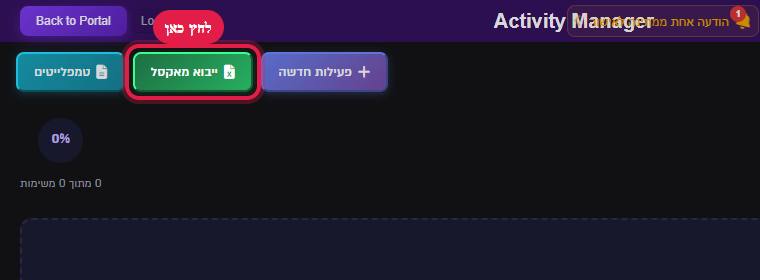 Back to Portal
לחץ כאן
Activity Manager
הודעה אחת
1
טמפלייטים
ייבוא מאקסל
פעילות חדשה
0%
0 מתוך 0 משימות